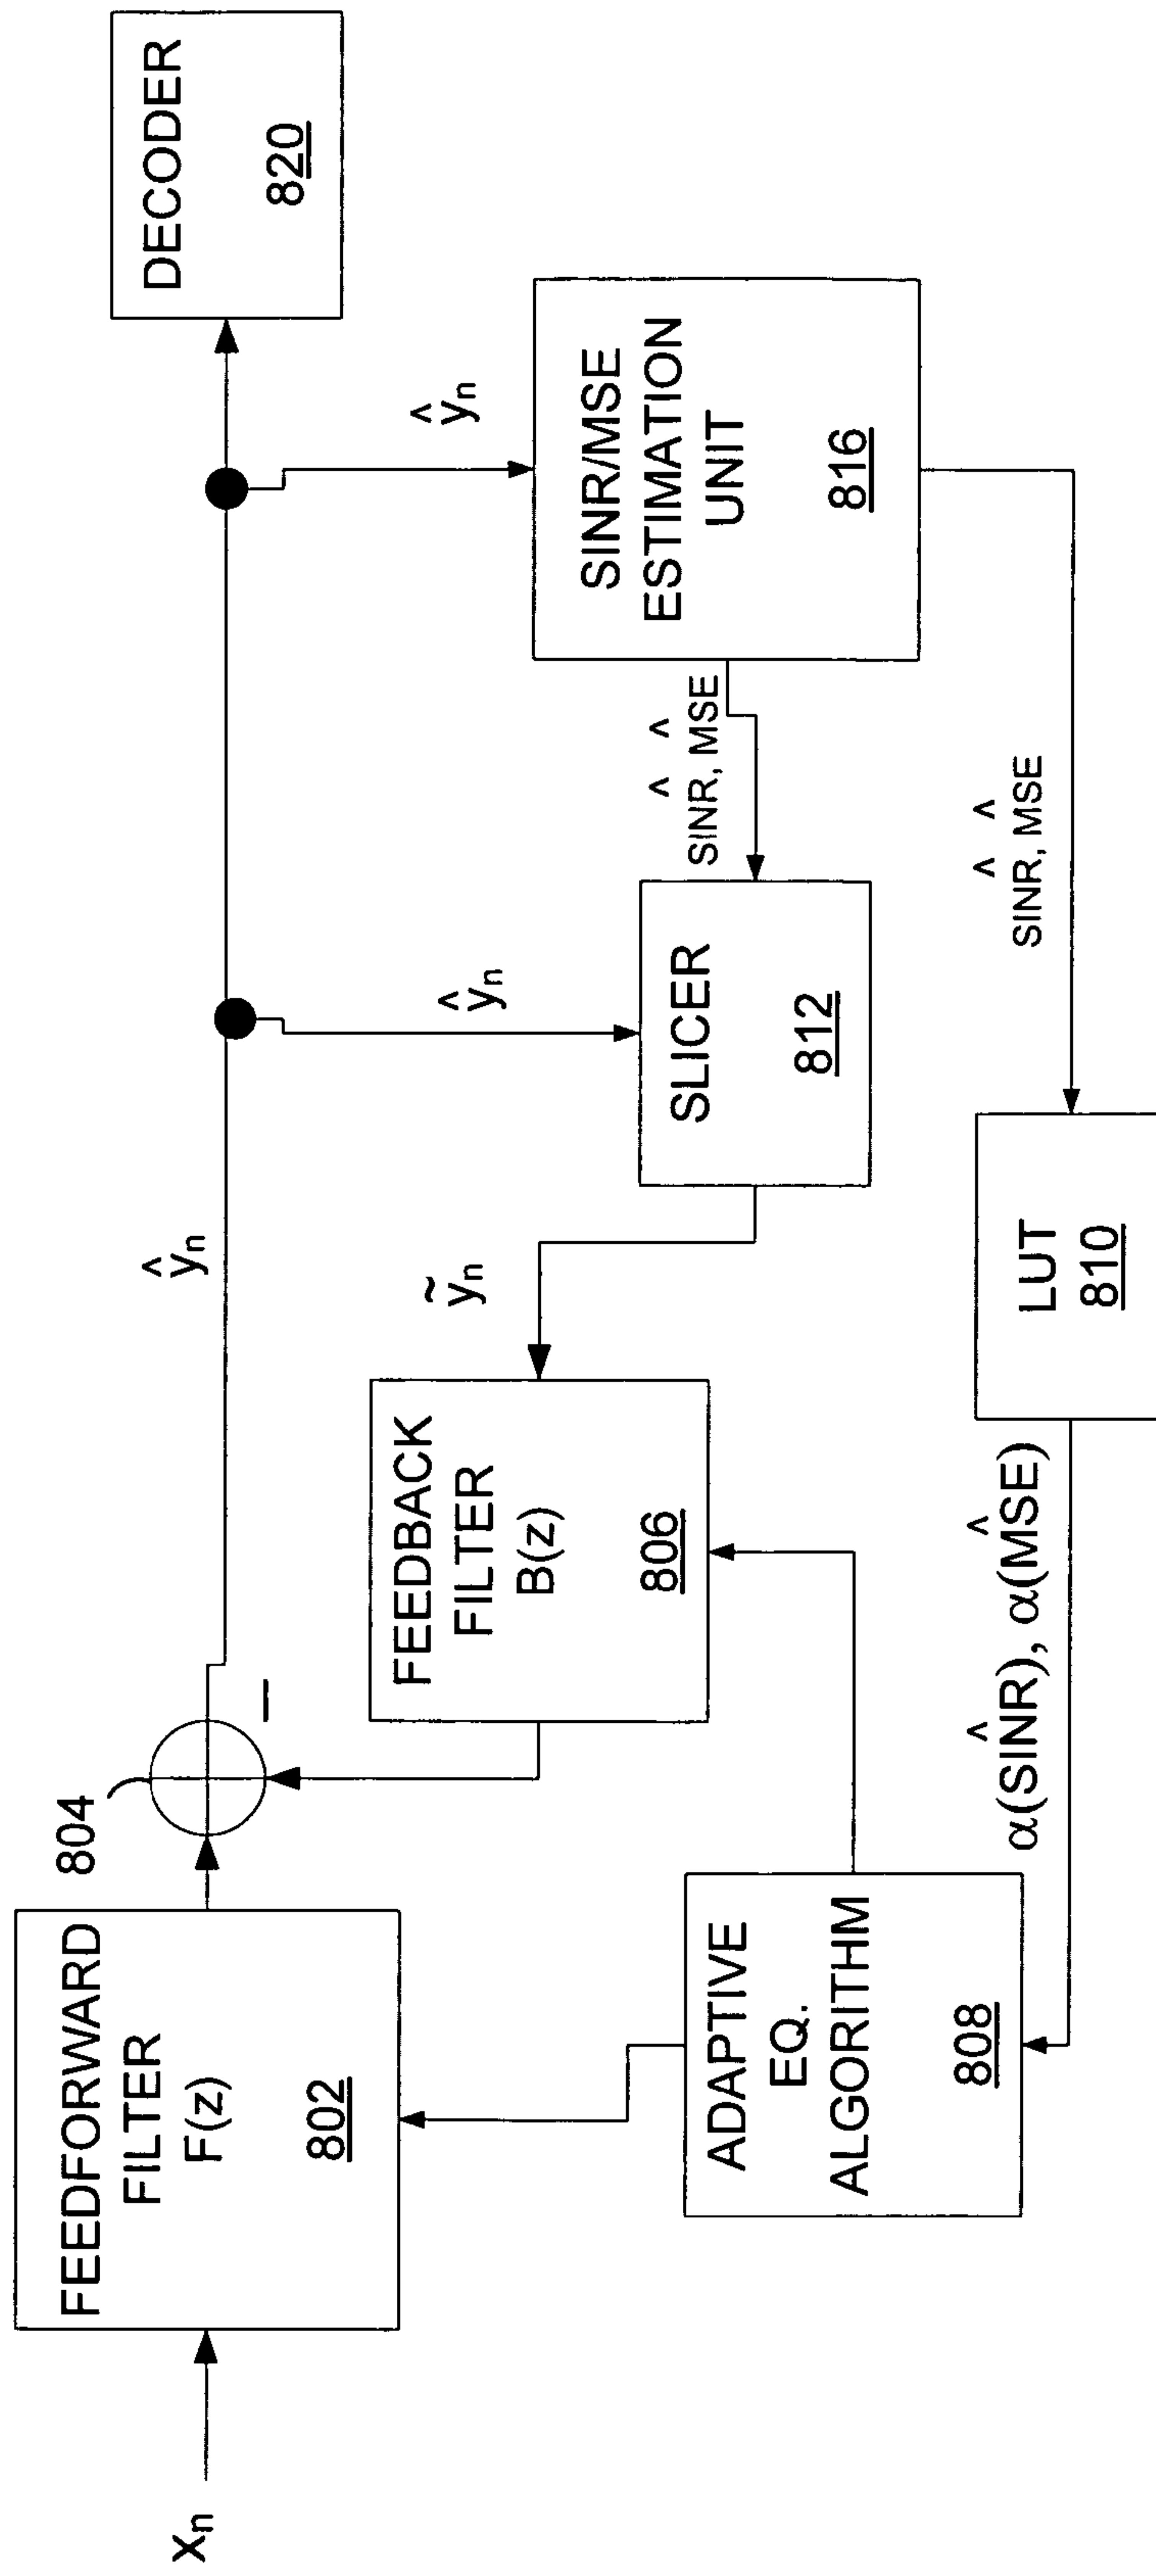 xₙ
FEEDFORWARD
FILTER
F(z)
802
804
−
ŷₙ
DECODER
820
FEEDBACK
FILTER
B(z)
806
ỹₙ
ŷₙ
SLICER
812
ŷₙ
SINR/MSE
ESTIMATION
UNIT
816
^ ^
SINR, MSE
ADAPTIVE
EQ.
ALGORITHM
808
^ ^
α(SINR), α(MSE)
LUT
810
^ ^
SINR, MSE